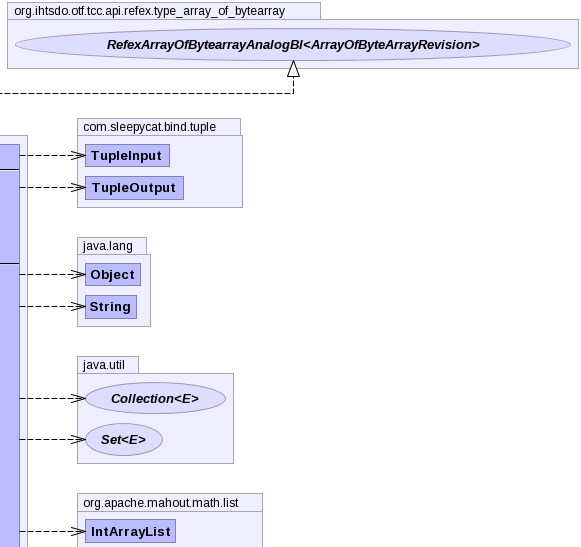 org.ihtsdo.otf.tcc.api.refex.type_array_of_bytearray
RefexArrayOfBytearrayAnalogBI<ArrayOfByteArrayRevision>
com.sleepycat.bind.tuple
TupleInput
TupleOutput
java.lang
Object
String
java.util
Collection<E>
Set<E>
org.apache.mahout.math.list
IntArrayList